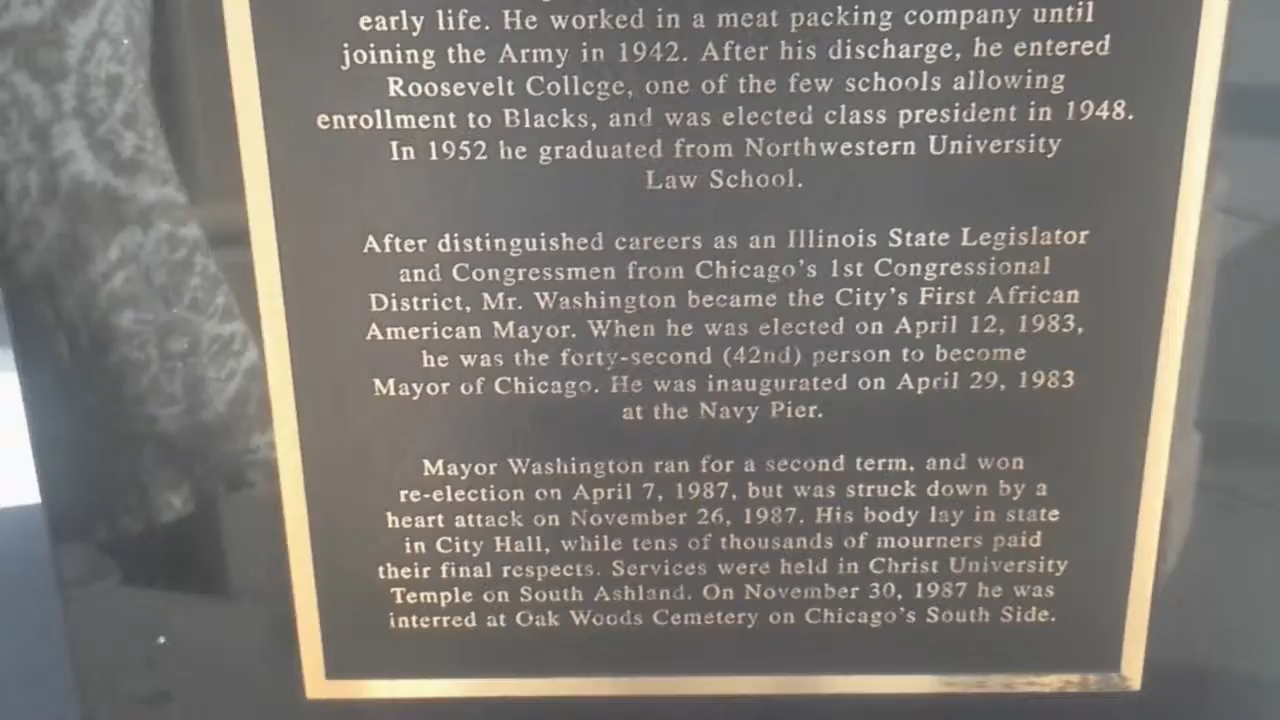 early life. He worked in a meat packing company until
joining the Army in 1942. After his discharge, he entered
Roosevelt College, one of the few schools allowing
enrollment to Blacks, and was elected class president in 1948.
In 1952 he graduated from Northwestern University
Law School.
After distinguished careers as an Illinois State Legislator
and Congressmen from Chicago's 1st Congressional
District, Mr. Washington became the City's First African
American Mayor. When he was elected on April 12, 1983,
he was the forty-second (42nd) person to become
Mayor of Chicago. He was inaugurated on April 29, 1983
at the Navy Pier.
Mayor Washington ran for a second term, and won
re-election on April 7, 1987, but was struck down by a
heart attack on November 26, 1987. His body lay in state
in City Hall, while tens of thousands of mourners paid
their final respects. Services were held in Christ University
Temple on South Ashland. On November 30, 1987 he was
interred at Oak Woods Cemetery on Chicago's South Side.